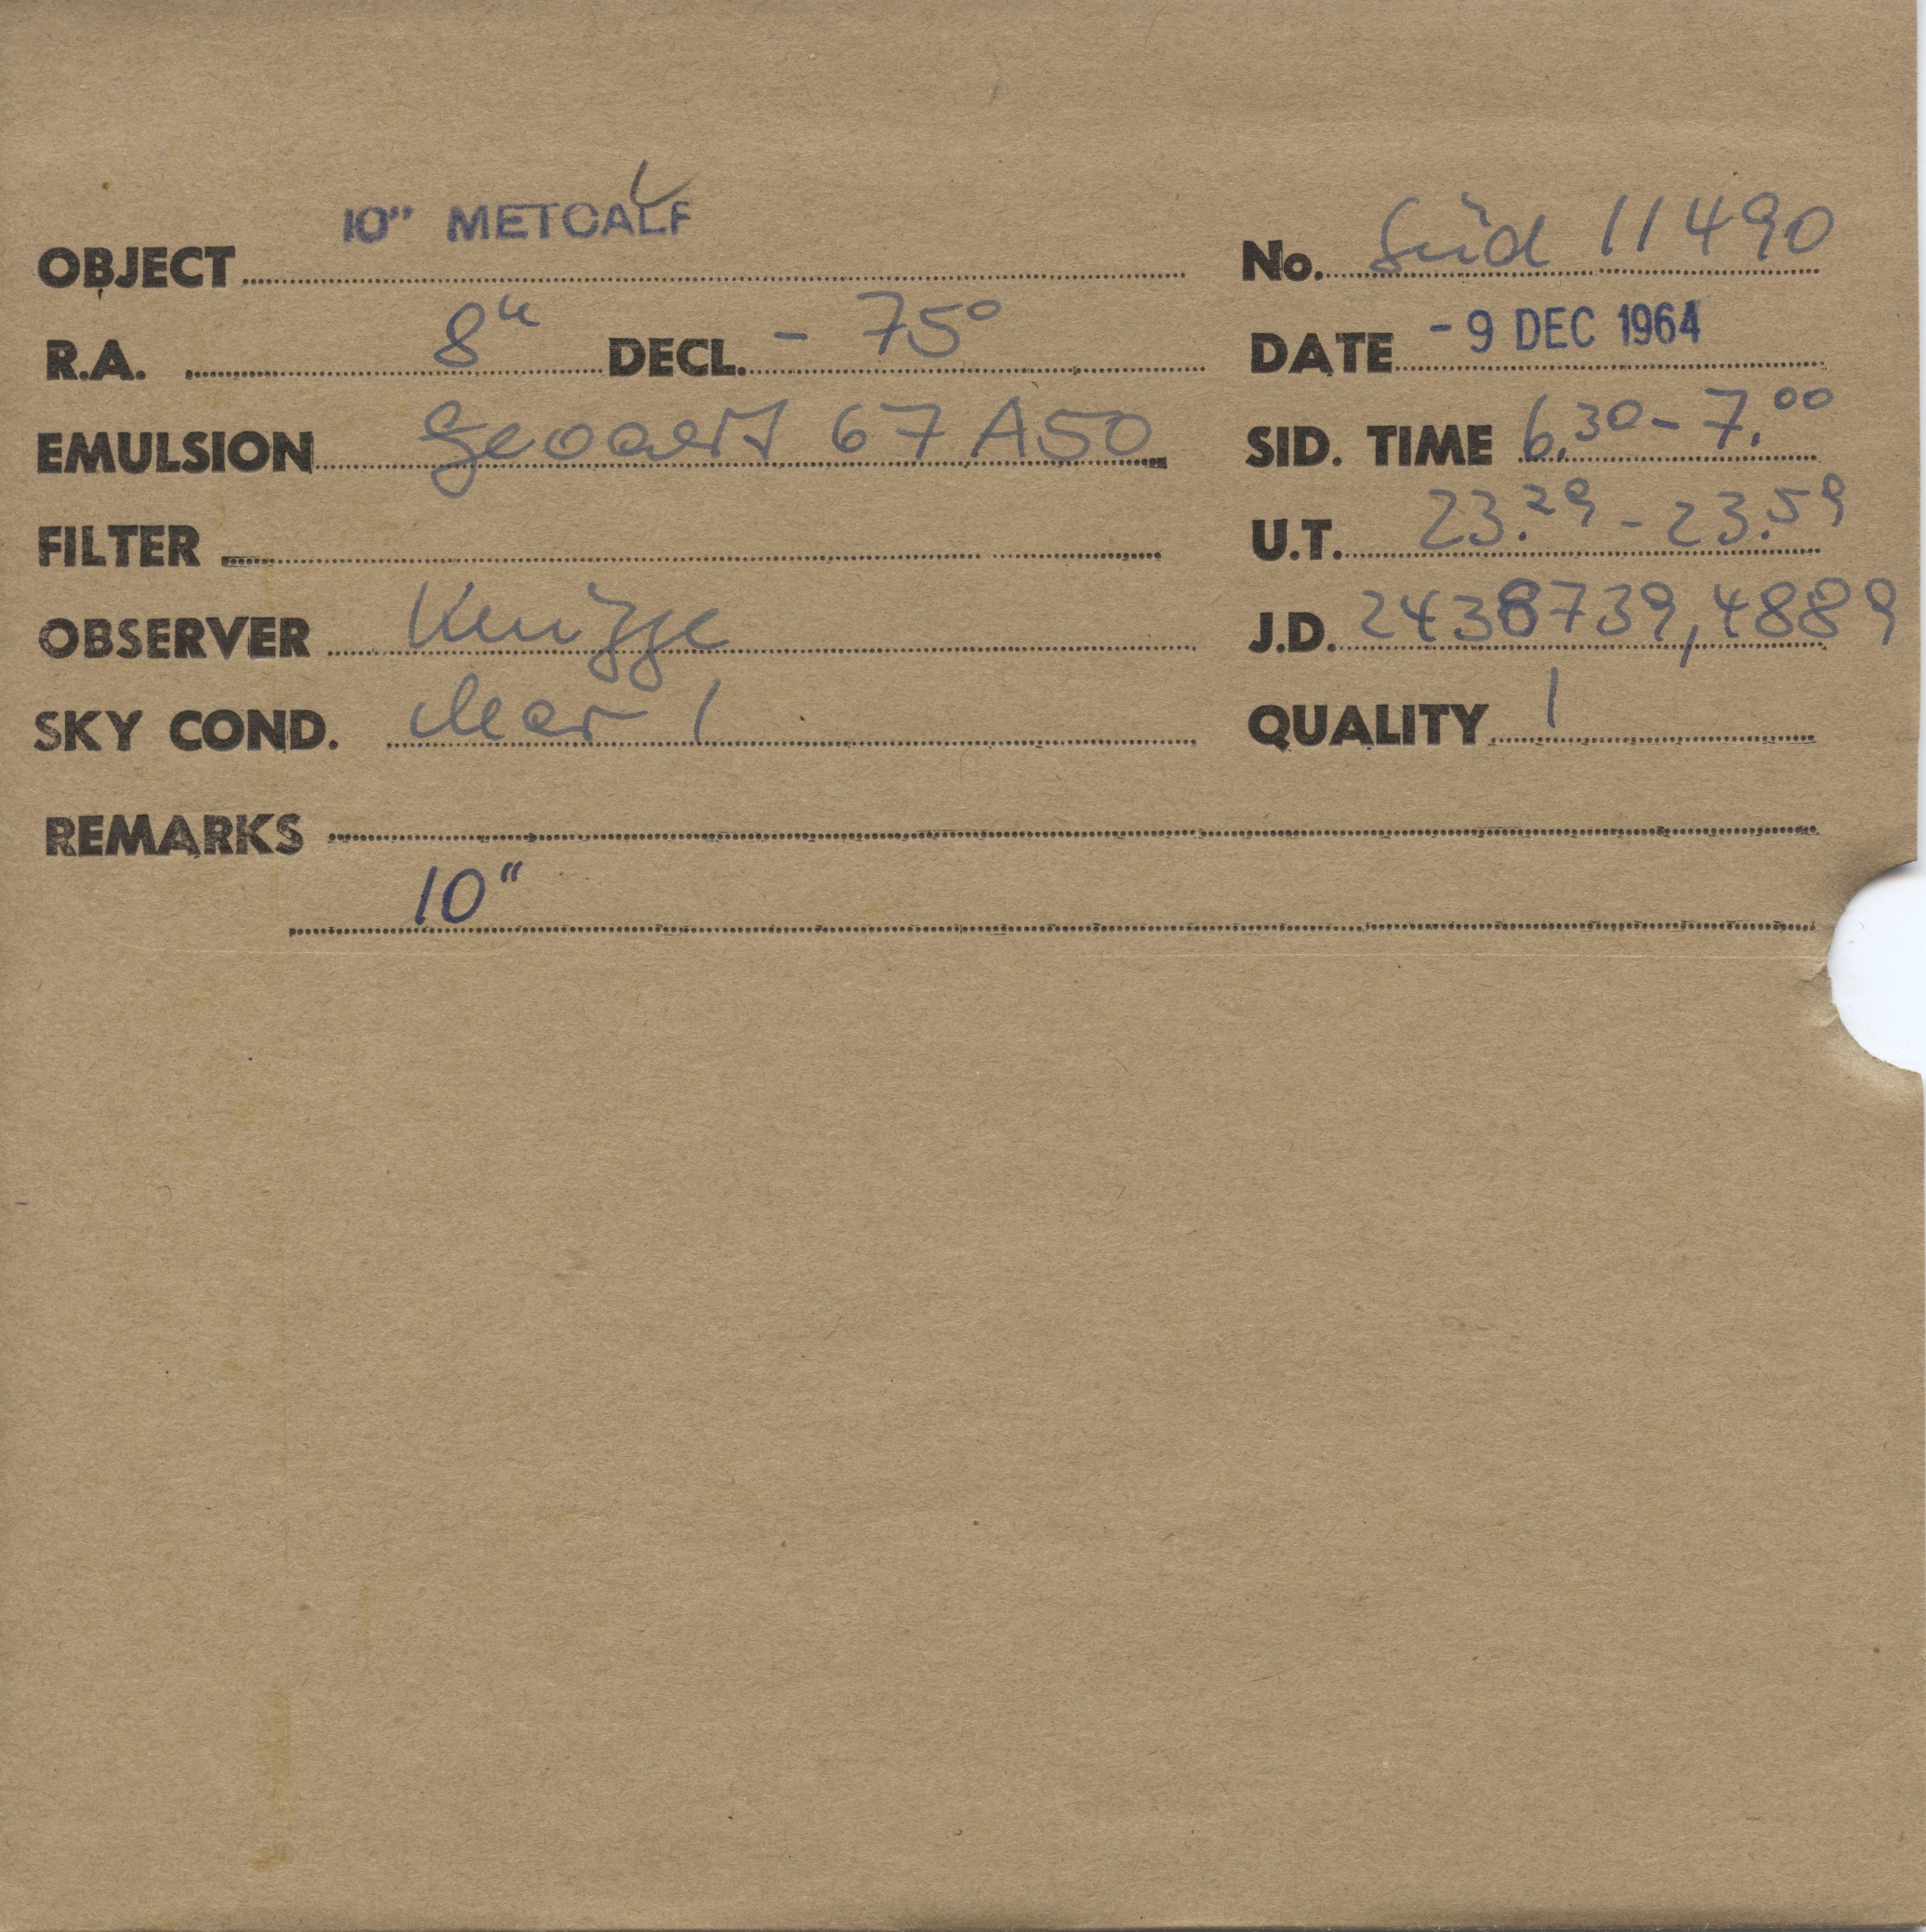 10" METCALF
OBJECT No. Süd 11490
R.A. 8h DECL. - 75° DATE - 9 DEC 1964
EMULSION Gevaert 67 A 50 SID. TIME 6.30 - 7.00
FILTER U.T. 23.29 - 23.59
OBSERVER Knigge J.D. 2438739,4889
SKY COND. clear 1 QUALITY 1
REMARKS
10"